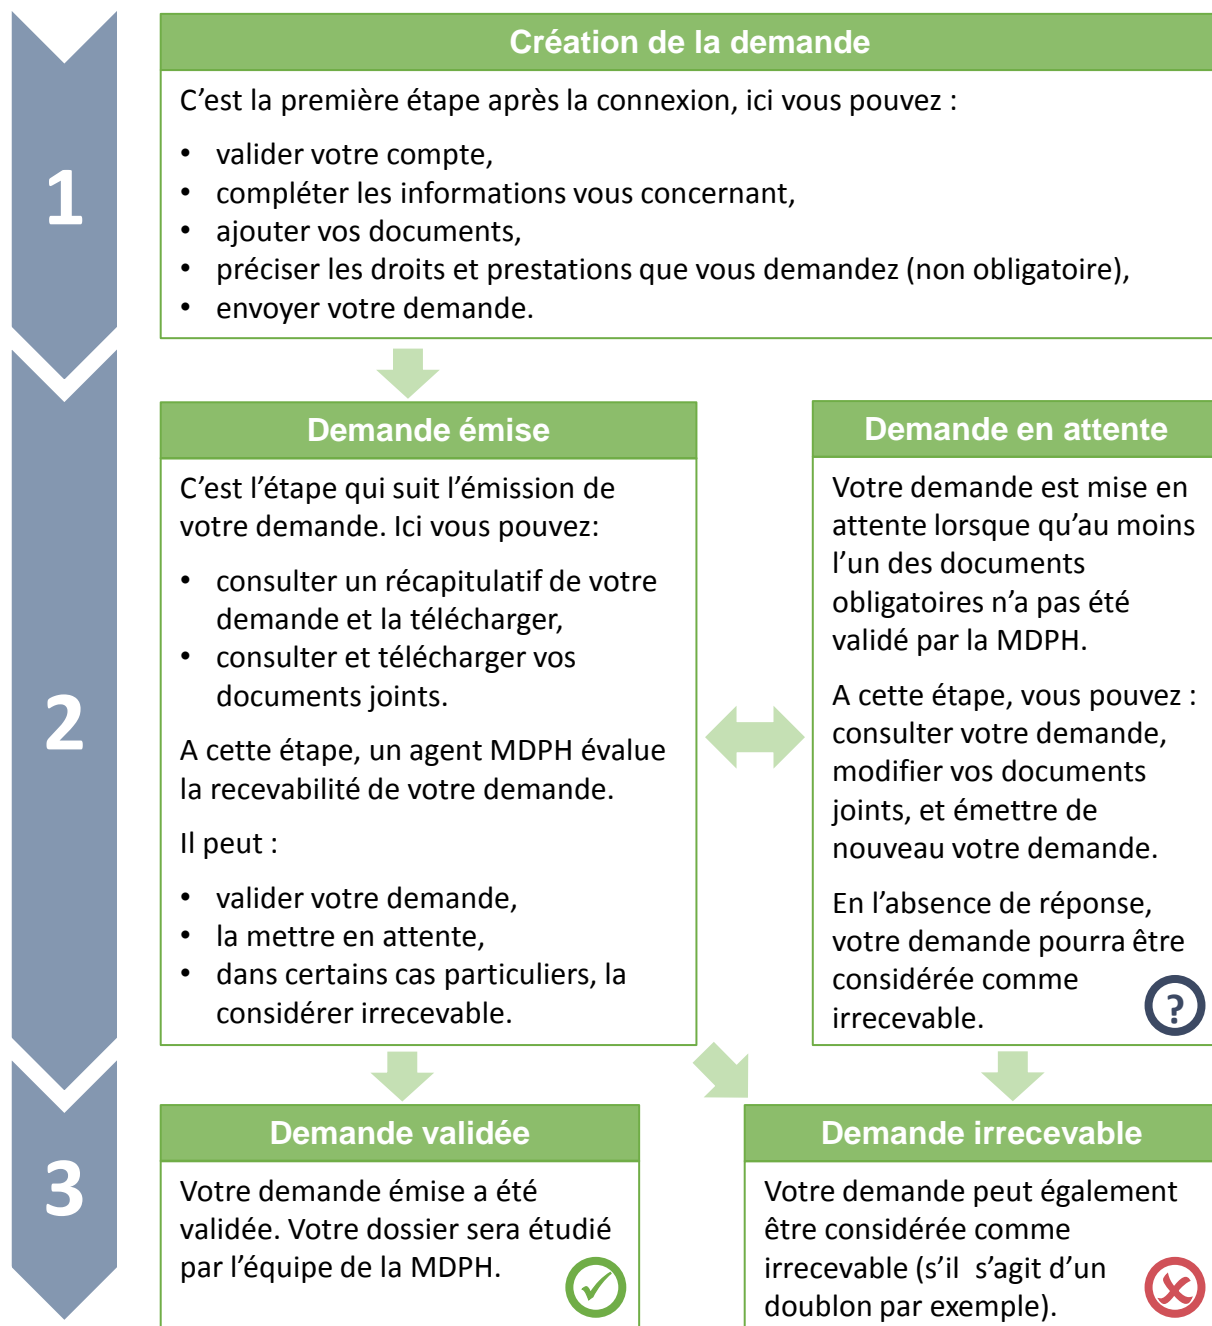 1
Création de la demande
C’est la première étape après la connexion, ici vous pouvez :
• valider votre compte,
• compléter les informations vous concernant,
• ajouter vos documents,
• préciser les droits et prestations que vous demandez (non obligatoire),
• envoyer votre demande.
2
Demande émise
C’est l’étape qui suit l’émission de
votre demande. Ici vous pouvez:
• consulter un récapitulatif de votre
demande et la télécharger,
• consulter et télécharger vos
documents joints.
A cette étape, un agent MDPH évalue
la recevabilité de votre demande.
Il peut :
• valider votre demande,
• la mettre en attente,
• dans certains cas particuliers, la
considérer irrecevable.
Demande en attente
Votre demande est mise en
attente lorsque qu’au moins
l’un des documents
obligatoires n’a pas été
validé par la MDPH.
A cette étape, vous pouvez :
consulter votre demande,
modifier vos documents
joints, et émettre de
nouveau votre demande.
En l’absence de réponse,
votre demande pourra être
considérée comme
irrecevable.
?
3
Demande validée
Votre demande émise a été
validée. Votre dossier sera étudié
par l’équipe de la MDPH.
Demande irrecevable
Votre demande peut également
être considérée comme
irrecevable (s’il  s’agit d’un
doublon par exemple).